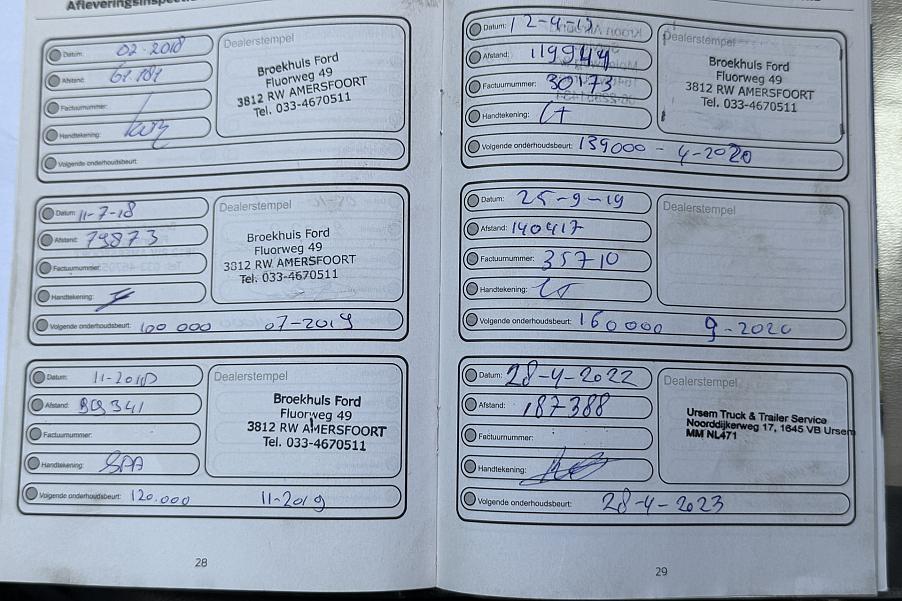 Afleveringsinspectie
Datum: 02-2018
Afstand:
Factuurnummer:
Handtekening:
Volgende onderhoudsbeurt:
Dealerstempel
Broekhuis Ford
Fluorweg 49
3812 RW AMERSFOORT
Tel. 033-4670511
Datum: 11-7-18
Afstand: 79873
Factuurnummer:
Handtekening:
Volgende onderhoudsbeurt: 100 000 07-2019
Dealerstempel
Broekhuis Ford
Fluorweg 49
3812 RW AMERSFOORT
Tel. 033-4670511
Datum: 11-2018
Afstand:
Factuurnummer:
Handtekening:
Volgende onderhoudsbeurt: 120.000 11-2019
Dealerstempel
Broekhuis Ford
Fluorweg 49
3812 RW AMERSFOORT
Tel. 033-4670511
28
Datum:
Afstand: 119944
Factuurnummer: 30173
Handtekening:
Volgende onderhoudsbeurt: 139000 - 4-2020
Dealerstempel
Broekhuis Ford
Fluorweg 49
3812 RW AMERSFOORT
Tel. 033-4670511
Datum: 25-9-19
Afstand: 140417
Factuurnummer: 35710
Handtekening:
Volgende onderhoudsbeurt: 160000 9-2020
Dealerstempel
Datum: 28-4-2022
Afstand: 187388
Factuurnummer:
Handtekening:
Volgende onderhoudsbeurt: 28-4-2023
Dealerstempel
Ursem Truck & Trailer Service
Noorddijkerweg 17, 1645 VB Ursem
MM NL471
29